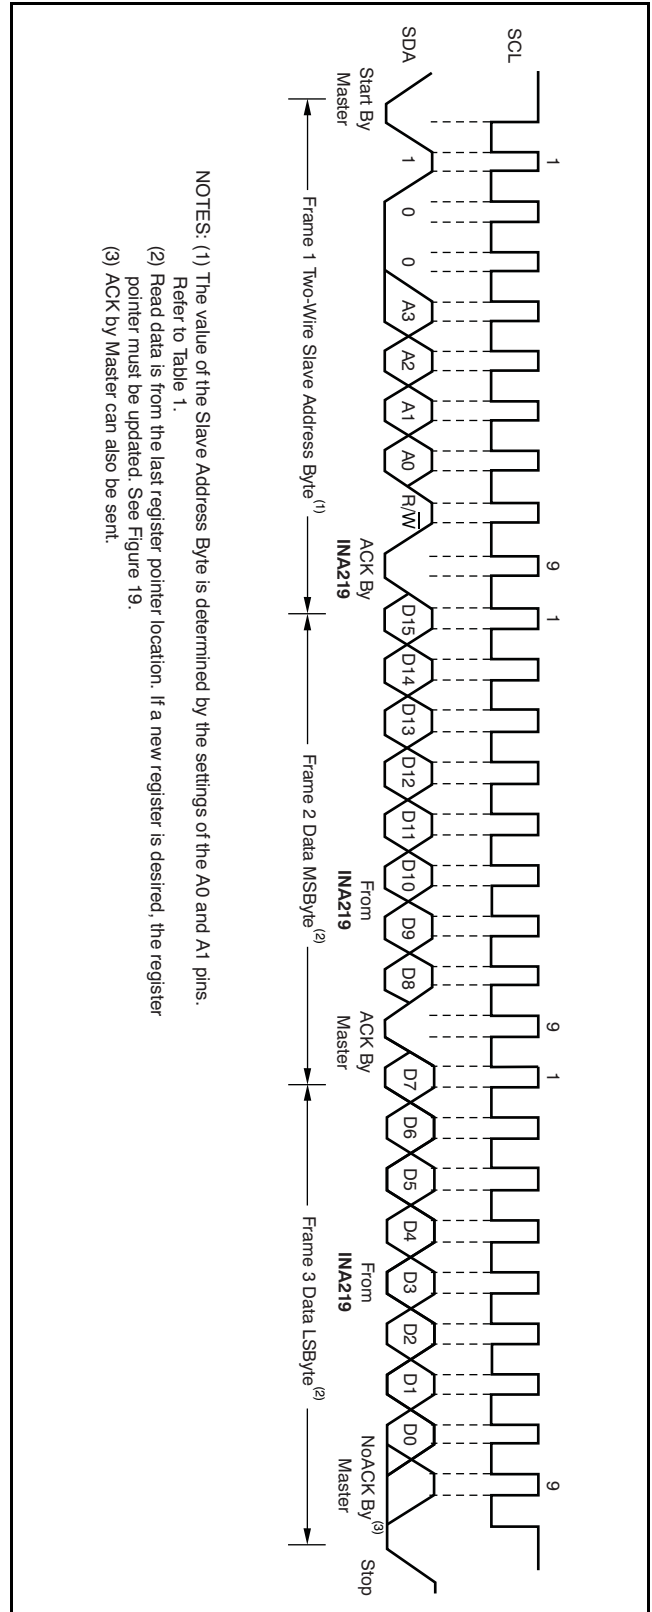 1 9 1 9 1 9
SCL
SDA 1 0 0 A3 A2 A1 A0 R/W D15 D14 D13 D12 D11 D10 D9 D8 D7 D6 D5 D4 D3 D2 D1 D0
Start By
Master
ACK By
INA219
From
INA219
ACK By
Master
From
INA219
NoACK By(3)
Master
Stop
Frame 1 Two-Wire Slave Address Byte(1)
Frame 2 Data MSByte(2)
Frame 3 Data LSByte(2)
NOTES: (1) The value of the Slave Address Byte is determined by the settings of the A0 and A1 pins.
Refer to Table 1.
(2) Read data is from the last register pointer location. If a new register is desired, the register
pointer must be updated. See Figure 19.
(3) ACK by Master can also be sent.